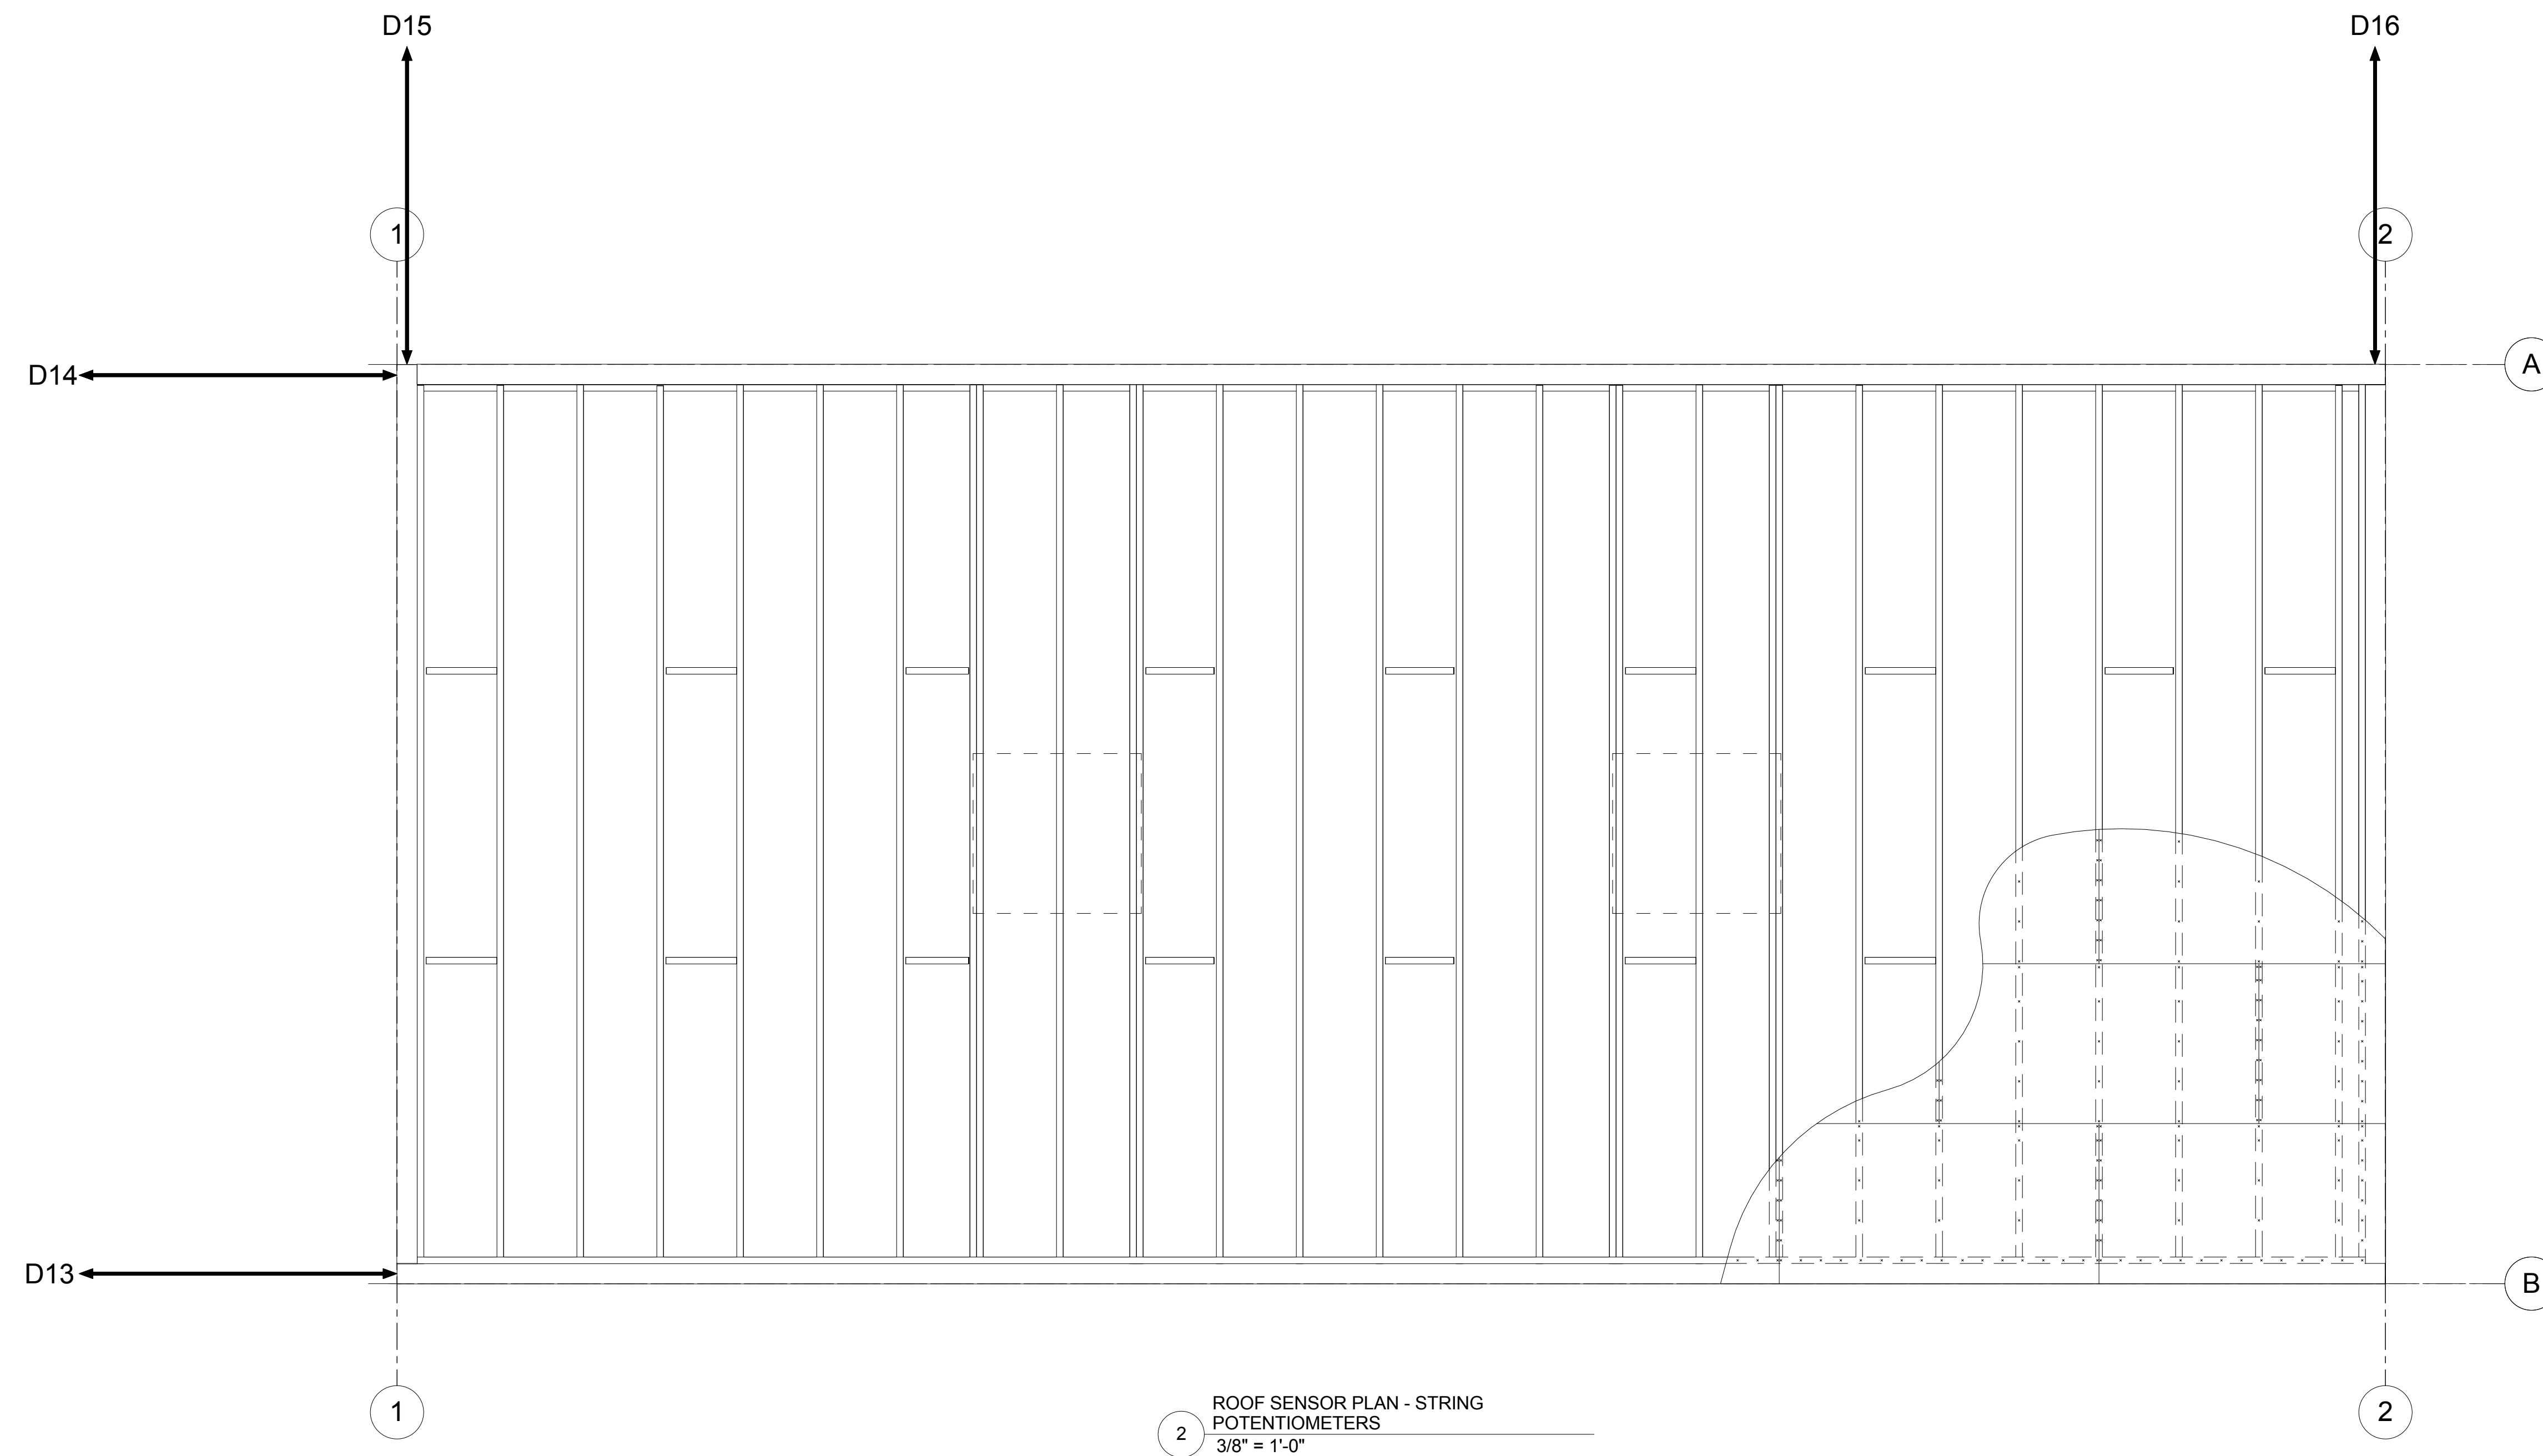 D15
D16
1
2
D14
A
D13
B
1
2
2
ROOF SENSOR PLAN - STRING
POTENTIOMETERS
3/8" = 1'-0"